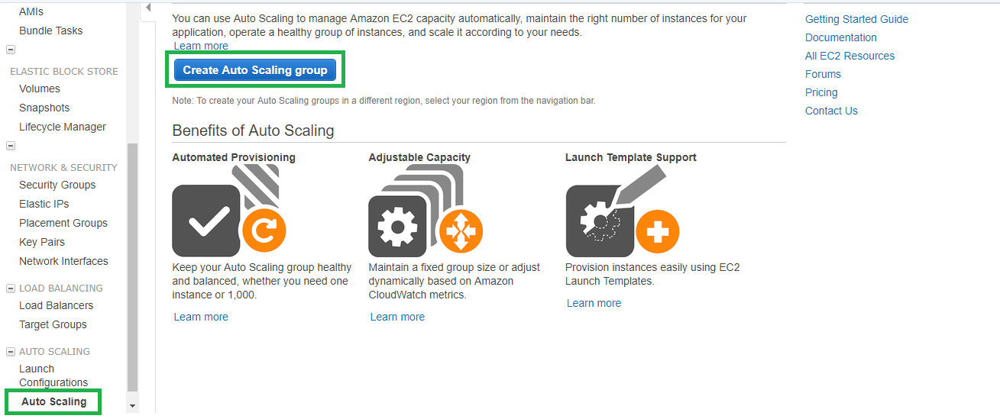 AMIs
Bundle Tasks
ELASTIC BLOCK STORE
Volumes
Snapshots
Lifecycle Manager
NETWORK & SECURITY
Security Groups
Elastic IPs
Placement Groups
Key Pairs
Network Interfaces
LOAD BALANCING
Load Balancers
Target Groups
AUTO SCALING
Launch
Configurations
Auto Scaling
You can use Auto Scaling to manage Amazon EC2 capacity automatically, maintain the right number of instances for your
application, operate a healthy group of instances, and scale it according to your needs.
Learn more
Create Auto Scaling group
Note: To create your Auto Scaling groups in a different region, select your region from the navigation bar.
Benefits of Auto Scaling
Automated Provisioning
Keep your Auto Scaling group healthy
and balanced, whether you need one
instance or 1,000.
Learn more
Adjustable Capacity
Maintain a fixed group size or adjust
dynamically based on Amazon
CloudWatch metrics.
Learn more
Launch Template Support
Provision instances easily using EC2
Launch Templates.
Learn more
Getting Started Guide
Documentation
All EC2 Resources
Forums
Pricing
Contact Us